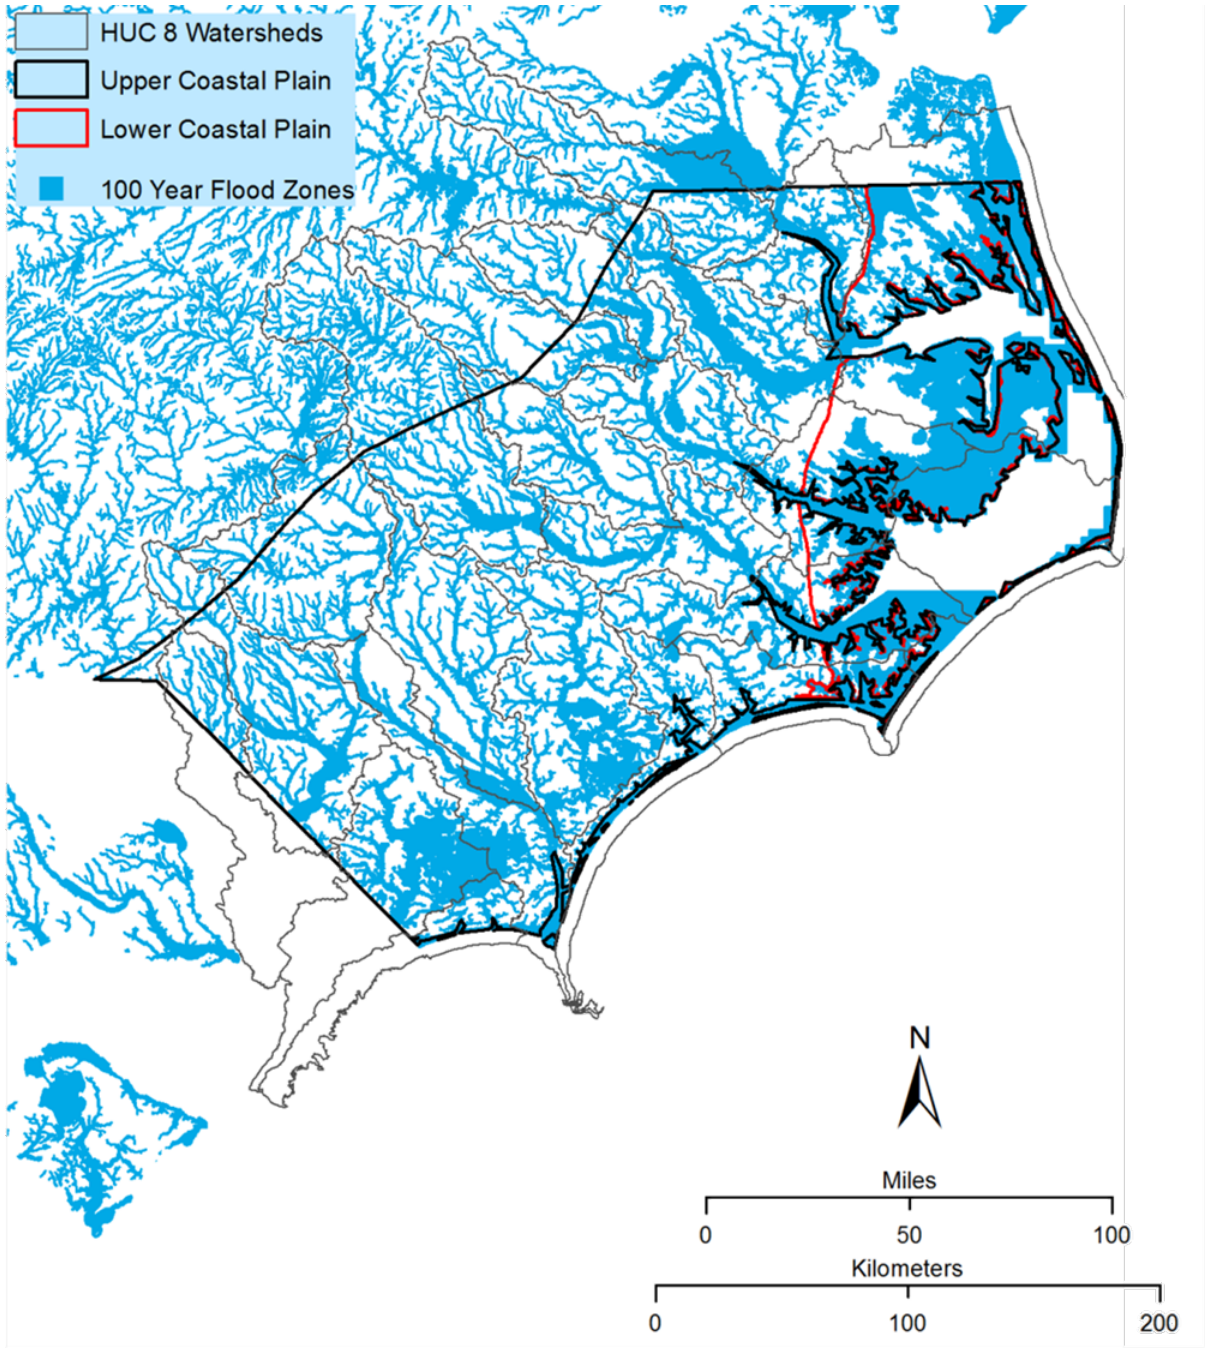 HUC 8 Watersheds
Upper Coastal Plain
Lower Coastal Plain
100 Year Flood Zones
N
Miles
0 50 100
Kilometers
0 100 200